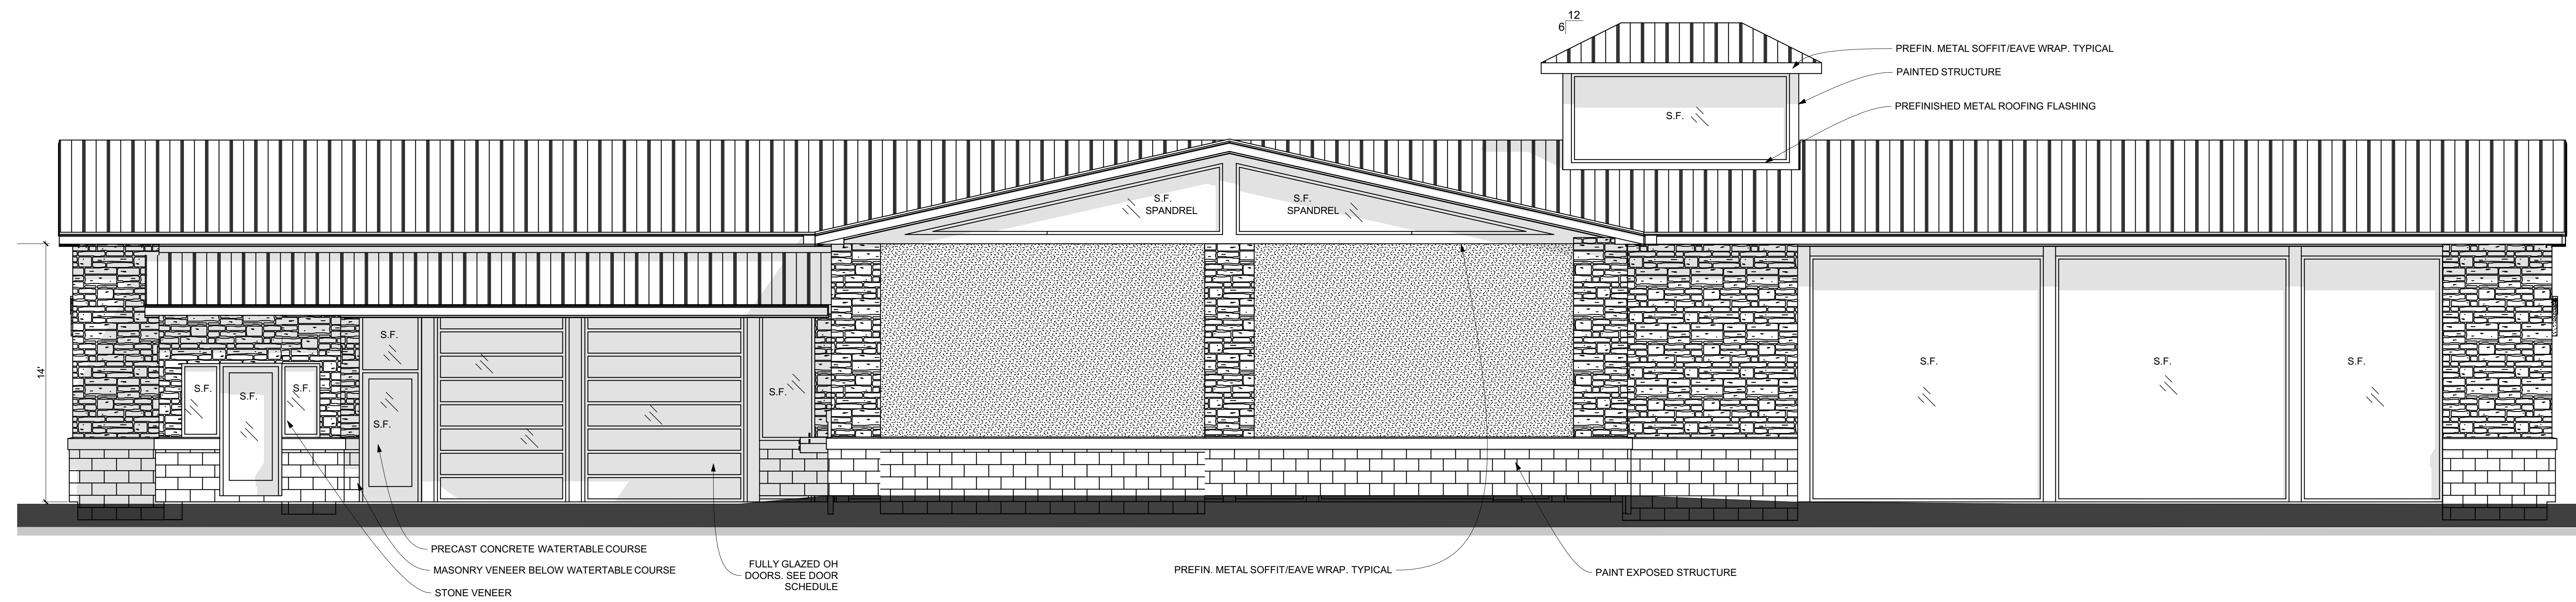 12
6
PREFIN. METAL SOFFIT/EAVE WRAP. TYPICAL
PAINTED STRUCTURE
PREFINISHED METAL ROOFING FLASHING
S.F.
S.F.
SPANDREL
S.F.
SPANDREL
14'
S.F.
S.F.
S.F.
S.F.
S.F.
S.F.
S.F.
S.F.
S.F.
PRECAST CONCRETE WATERTABLE COURSE
MASONRY VENEER BELOW WATERTABLE COURSE
STONE VENEER
FULLY GLAZED OH
DOORS. SEE DOOR
SCHEDULE
PREFIN. METAL SOFFIT/EAVE WRAP. TYPICAL
PAINT EXPOSED STRUCTURE